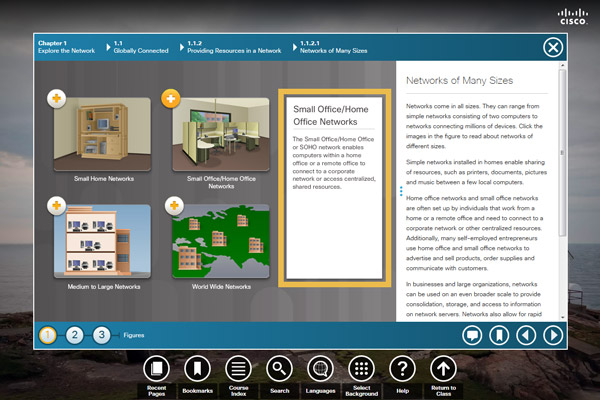 CISCO
Chapter 1
Explore the Network
1.1
Globally Connected
1.1.2
Providing Resources in a Network
1.1.2.1
Networks of Many Sizes
Small Home Networks
Small Office/Home Office
Networks
Medium to Large Networks
World Wide Networks
Small Office/Home
Office Networks
The Small Office/Home Office
or SOHO network enables
computers within a home
office or a remote office to
connect to a corporate
network or access centralized,
shared resources.
Networks of Many Sizes
Networks come in all sizes. They can range from
simple networks consisting of two computers to
networks connecting millions of devices. Click the
images in the figure to read about networks of
different sizes.
Simple networks installed in homes enable sharing
of resources, such as printers, documents, pictures
and music between a few local computers.
Home office networks and small office networks
are often set up by individuals that work from a
home or a remote office and need to connect to a
corporate network or other centralized resources.
Additionally, many self-employed entrepreneurs
use home office and small office networks to
advertise and sell products, order supplies and
communicate with customers.
In businesses and large organizations, networks
can be used on an even broader scale to provide
consolidation, storage, and access to information
on network servers. Networks also allow for rapid
1
2
3
Figures
Recent
Pages
Bookmarks
Course
Index
Search
Languages
Select
Background
?
Help
Return to
Class